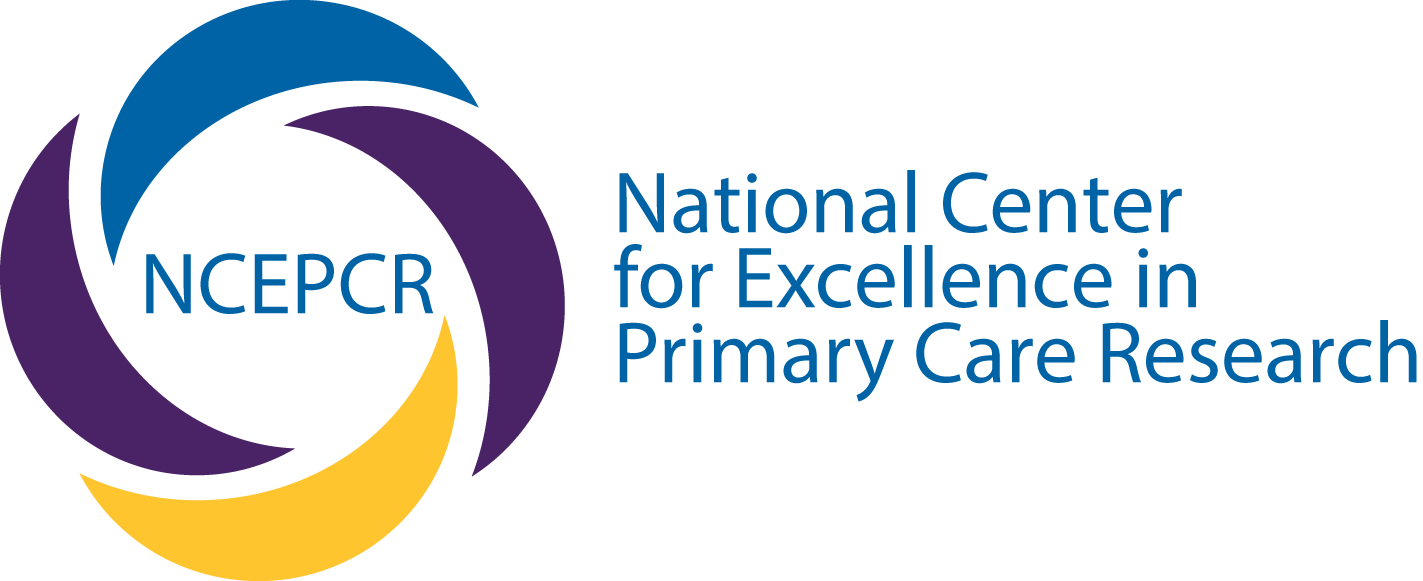 NCEPCR
National Center
for Excellence in
Primary Care Research